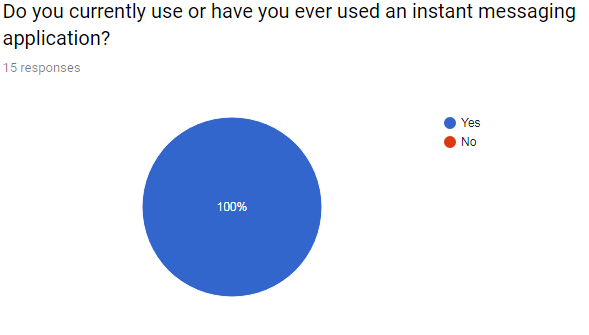 Do you currently use or have you ever used an instant messaging
application?
15 responses
Yes
No
100%